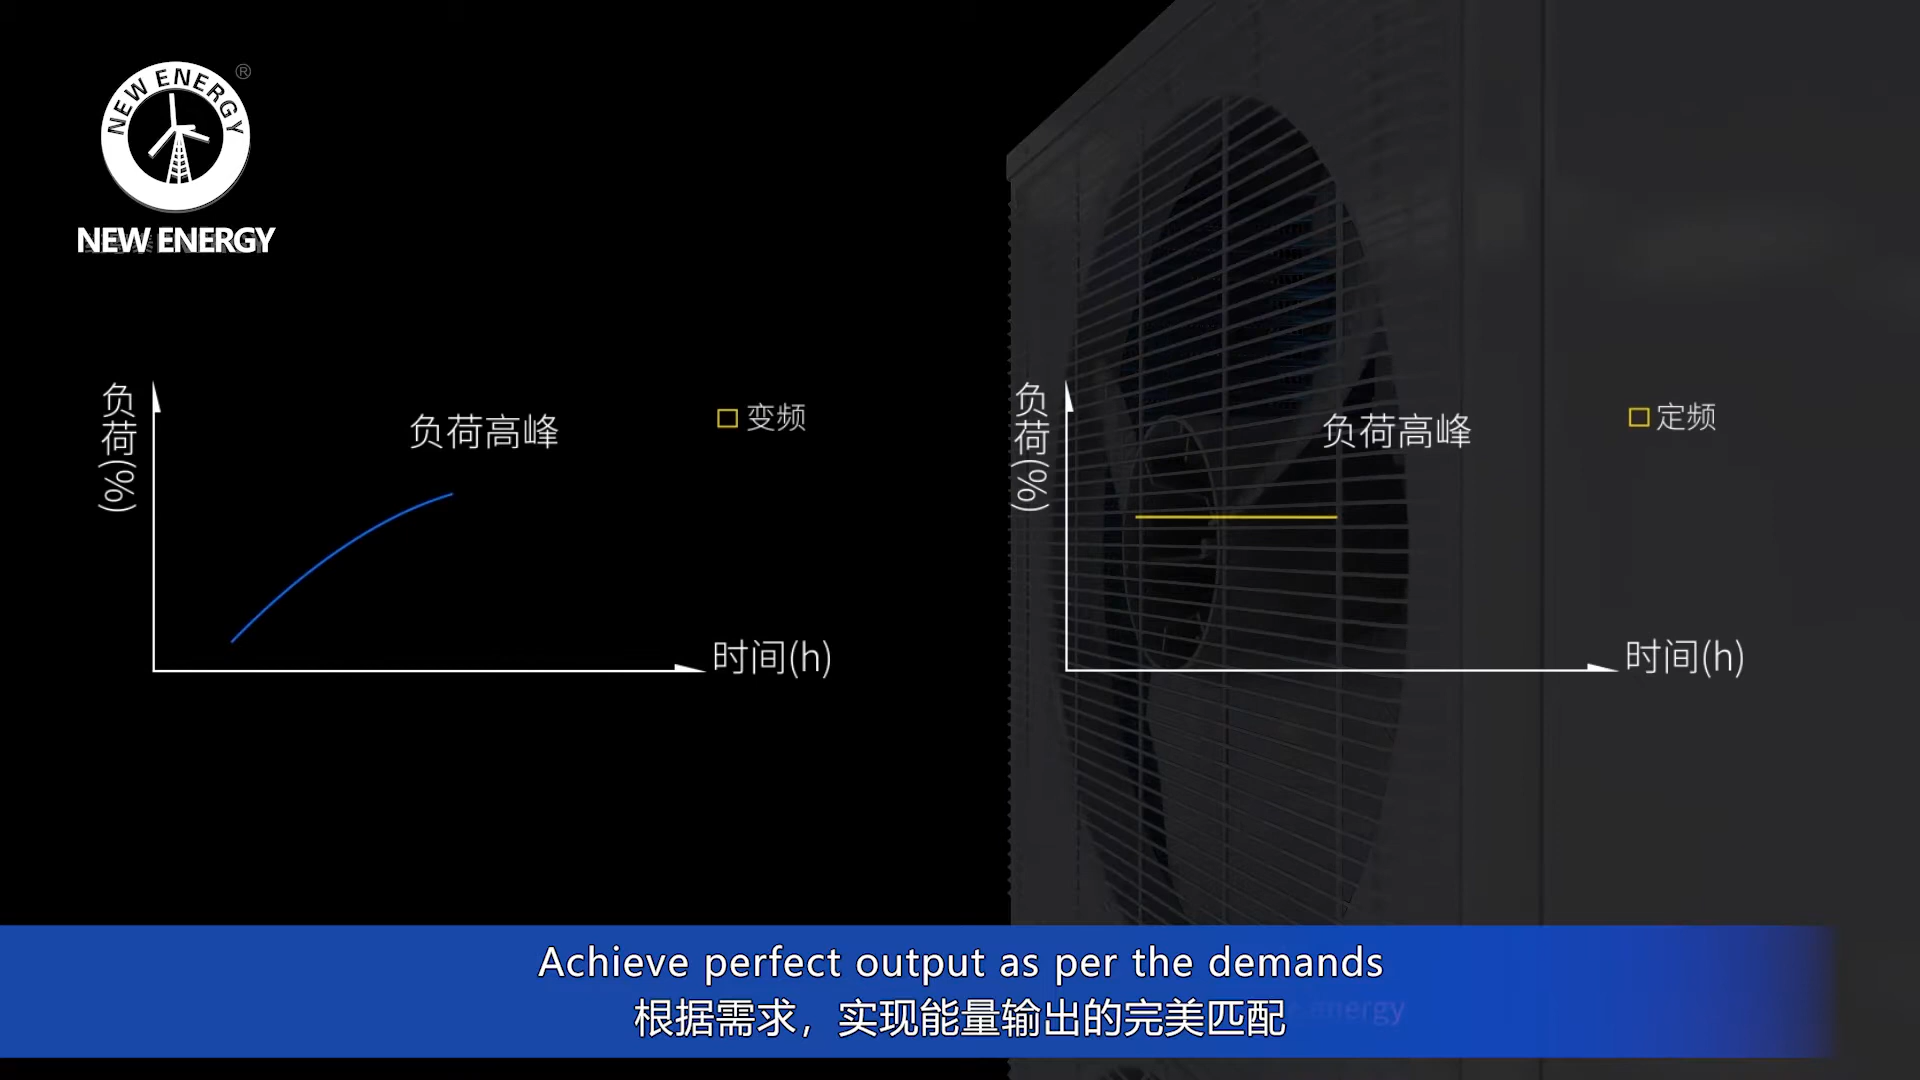 NEW ENERGY
®
NEW ENERGY
负荷(%)
负荷高峰
变频
时间(h)
负荷(%)
负荷高峰
定频
时间(h)
Achieve perfect output as per the demands
根据需求，实现能量输出的完美匹配
energy